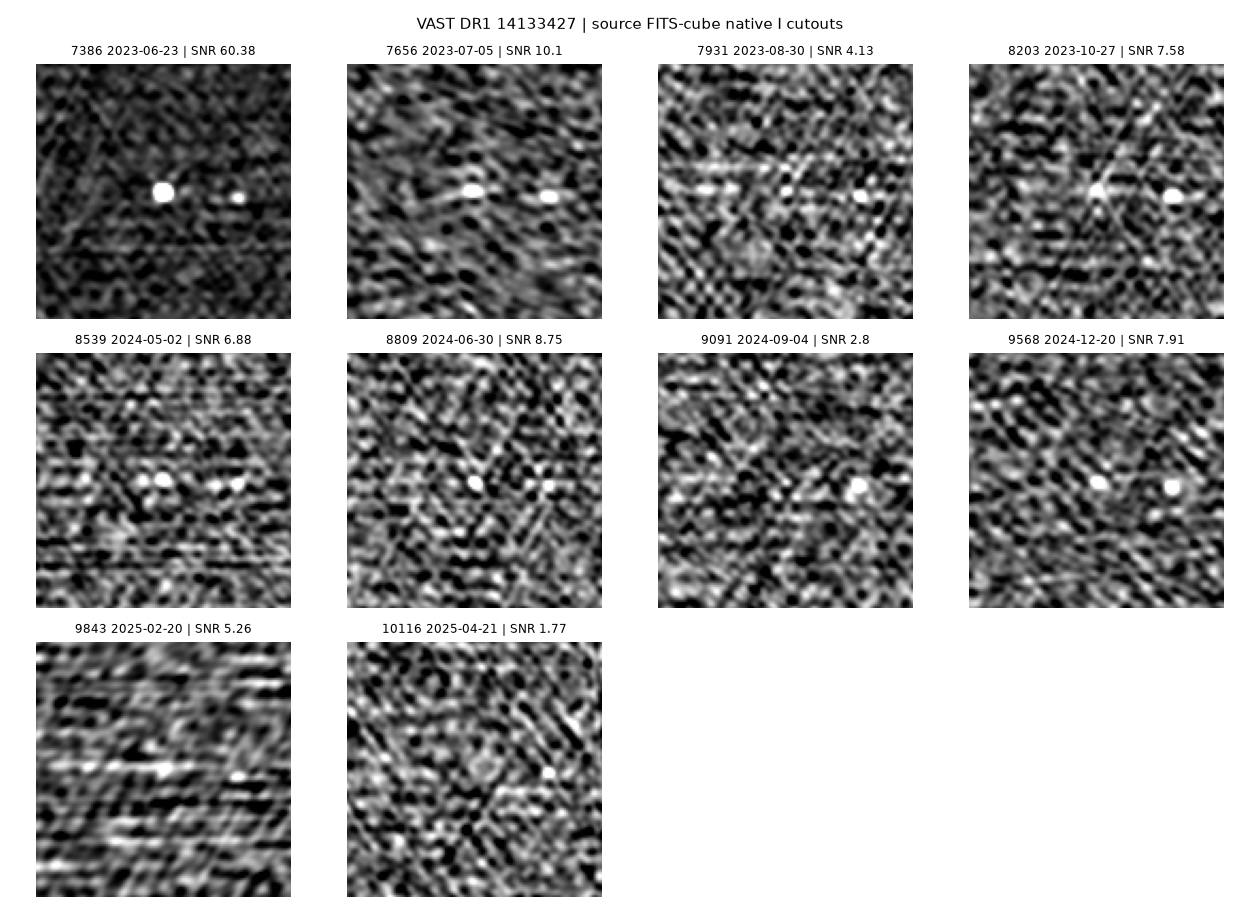 VAST DR1 14133427 | source FITS-cube native I cutouts
7386 2023-06-23 | SNR 60.38
7656 2023-07-05 | SNR 10.1
7931 2023-08-30 | SNR 4.13
8203 2023-10-27 | SNR 7.58
8539 2024-05-02 | SNR 6.88
8809 2024-06-30 | SNR 8.75
9091 2024-09-04 | SNR 2.8
9568 2024-12-20 | SNR 7.91
9843 2025-02-20 | SNR 5.26
10116 2025-04-21 | SNR 1.77